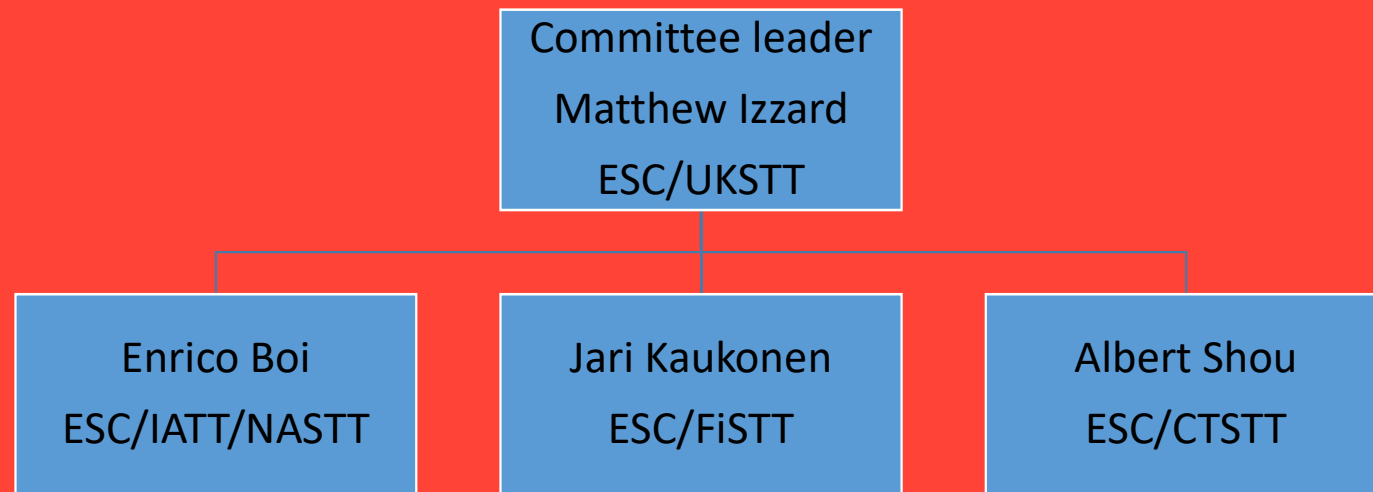 Committee leader
Matthew Izzard
ESC/UKSTT
Enrico Boi
ESC/IATT/NASTT
Jari Kaukonen
ESC/FiSTT
Albert Shou
ESC/CTSTT